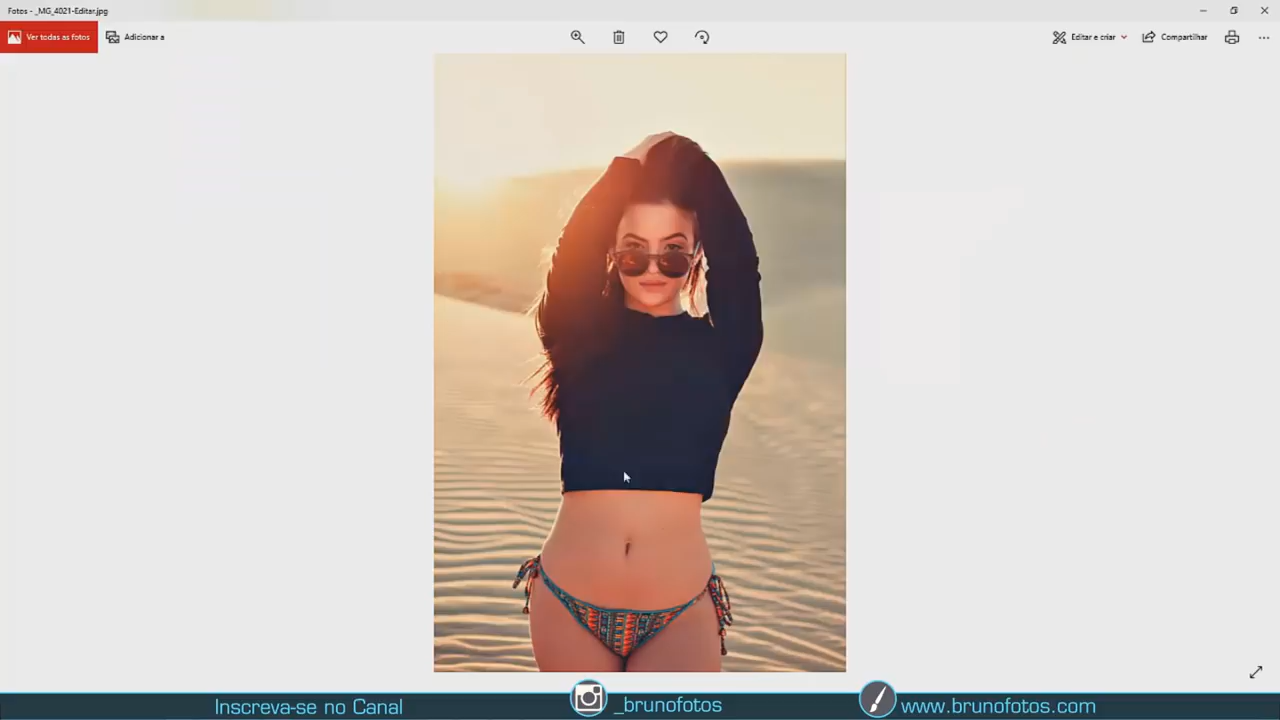 Fotos - _MG_4021-Editar.jpg
Ver todas as fotos
Adicionar a
Editar e criar
Compartilhar
Inscreva-se no Canal
_brunofotos
www.brunofotos.com